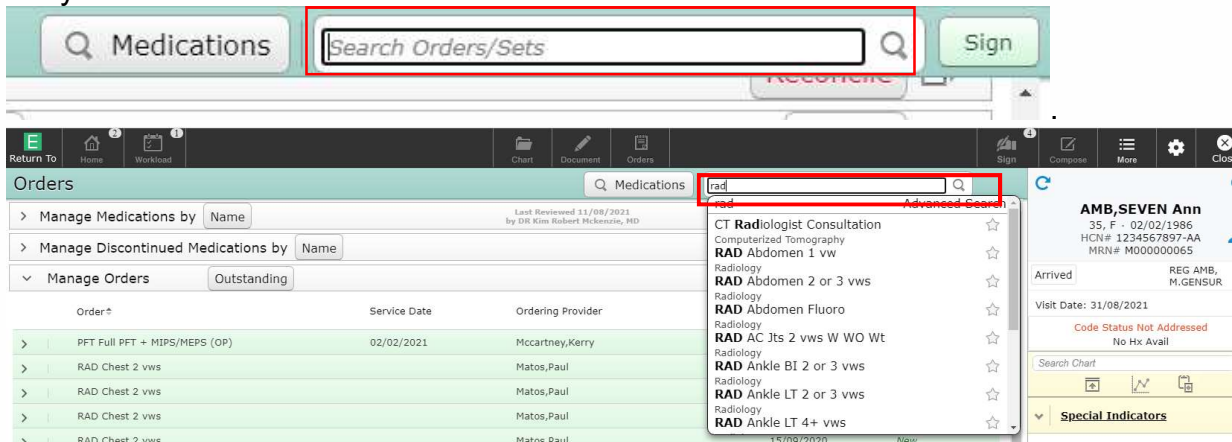 Medications
Search Orders/Sets
Sign
.
E 2 1 4
Return To Home Workload Chart Document Orders Sign Compose More Clos
Orders Medications rad
rad Advanced Search
> Manage Medications by Name
Last Reviewed 11/08/2021
by DR Kim Robert Mckenzie, MD
> Manage Discontinued Medications by Name
Manage Orders Outstanding
Order Service Date Ordering Provider
> PFT Full PFT + MIPS/MEPS (OP) 02/02/2021 Mccartney,Kerry
> RAD Chest 2 vws Matos,Paul
> RAD Chest 2 vws Matos,Paul
> RAD Chest 2 vws Matos,Paul
> RAD Chest 2 vws Matos,Paul 15/09/2020 New
CT Radiologist Consultation
Computerized Tomography
RAD Abdomen 1 vw
Radiology
RAD Abdomen 2 or 3 vws
Radiology
RAD Abdomen Fluoro
Radiology
RAD AC Jts 2 vws W WO Wt
Radiology
RAD Ankle BI 2 or 3 vws
Radiology
RAD Ankle LT 2 or 3 vws
Radiology
RAD Ankle LT 4+ vws
AMB,SEVEN Ann
35, F - 02/02/1986
HCN# 1234567897-AA
MRN# M000000065
Arrived REG AMB,
M.GENSUR
Visit Date: 31/08/2021
Code Status Not Addressed
No Hx Avail
Search Chart
Special Indicators